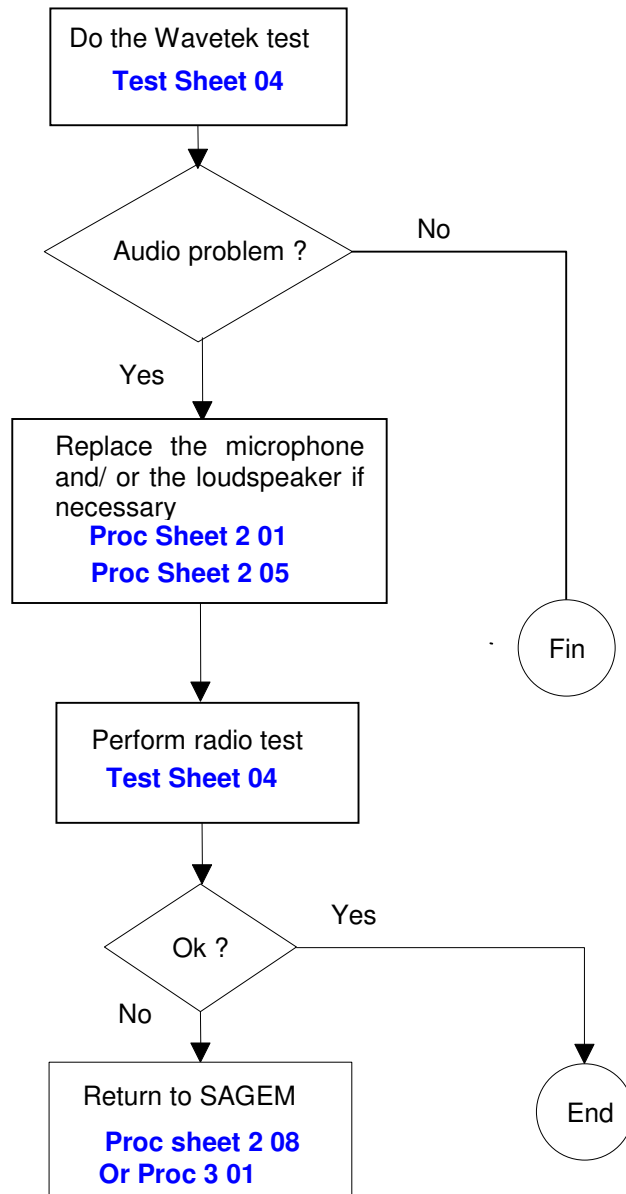 Do the Wavetek test
Test Sheet 04
Audio problem ?
No
Yes
Replace the microphone
and/ or the loudspeaker if
necessary
Proc Sheet 2 01
Proc Sheet 2 05
Fin
Perform radio test
Test Sheet 04
Ok ?
Yes
No
Return to SAGEM
Proc sheet 2 08
Or Proc 3 01
End